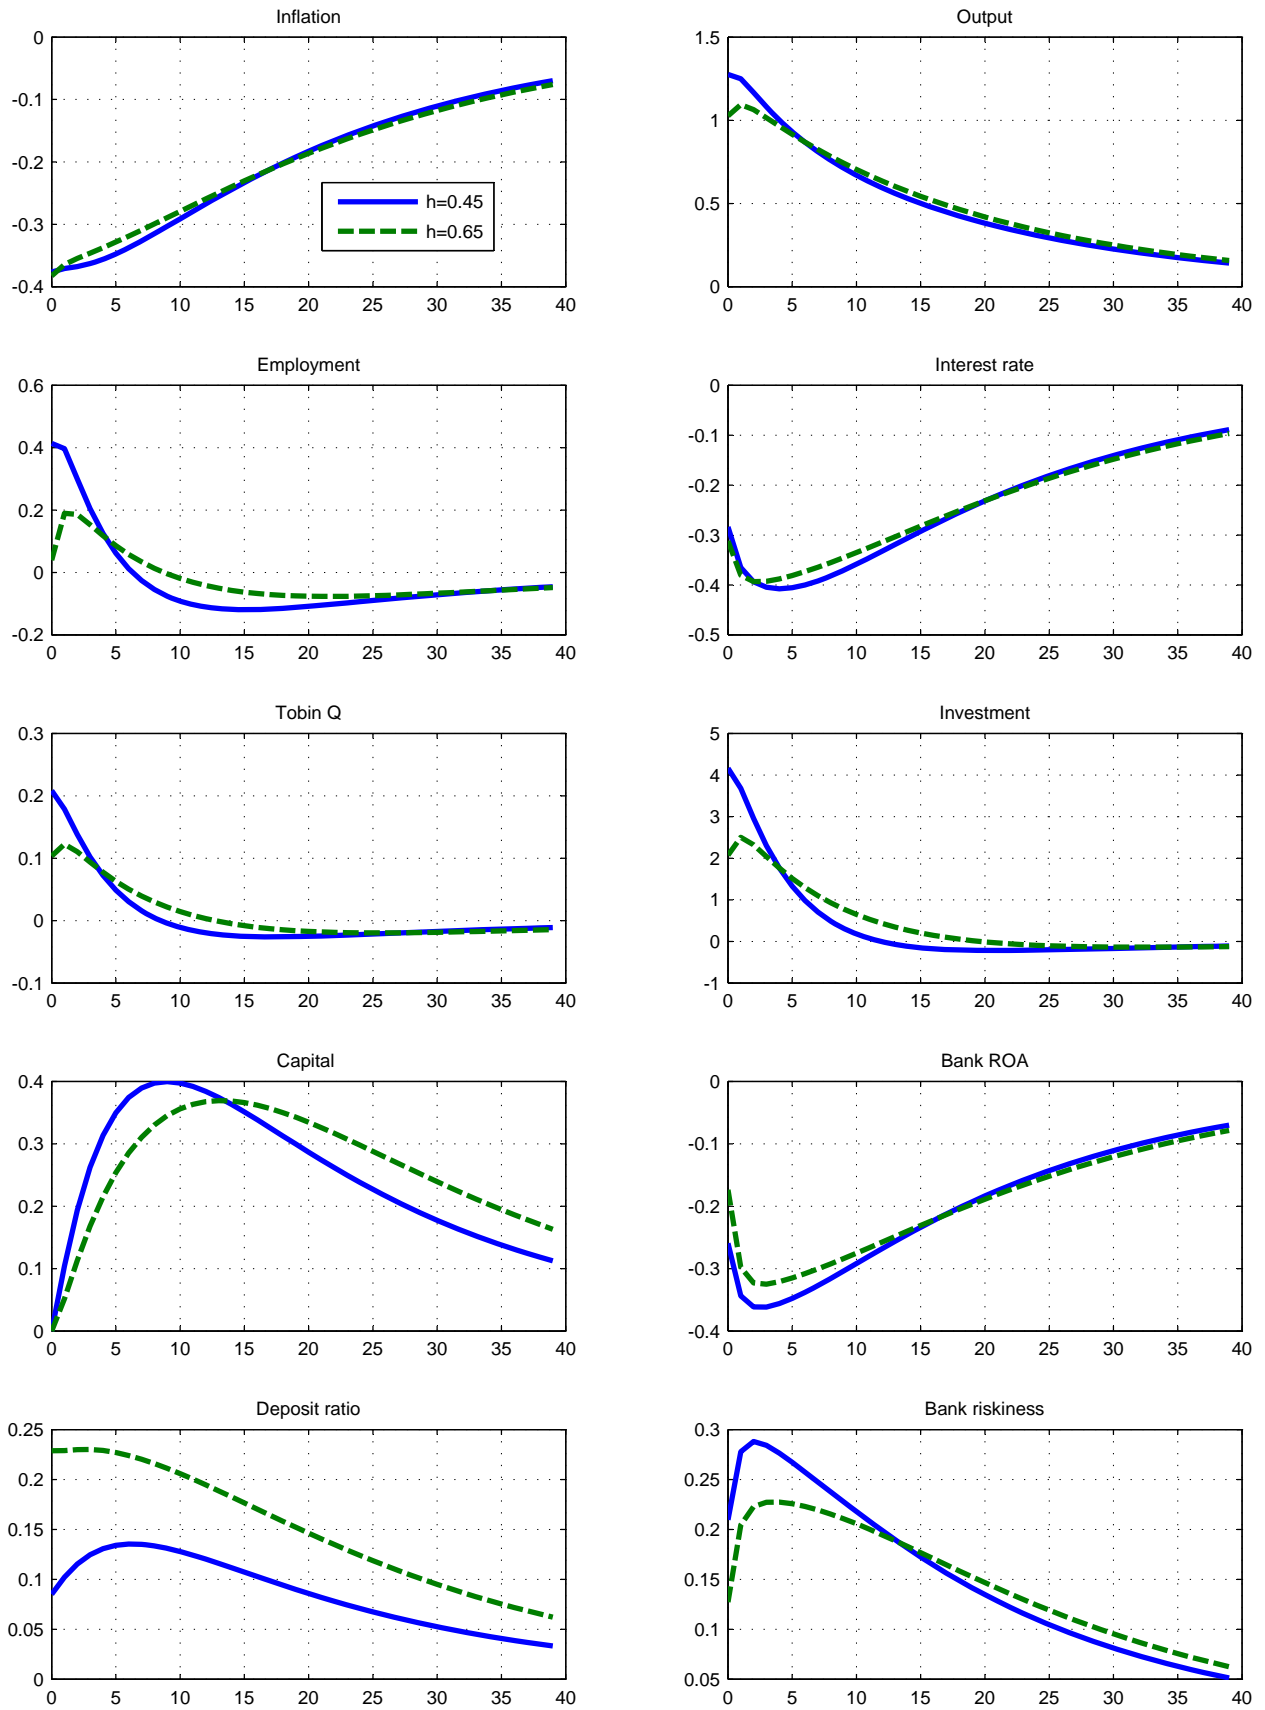 Inflation
0
-0.1
-0.2
-0.3
-0.4
0 5 10 15 20 25 30 35 40
h=0.45
h=0.65
Output
1.5
1
0.5
0
0 5 10 15 20 25 30 35 40
Employment
0.6
0.4
0.2
0
-0.2
0 5 10 15 20 25 30 35 40
Interest rate
0
-0.1
-0.2
-0.3
-0.4
-0.5
0 5 10 15 20 25 30 35 40
Tobin Q
0.3
0.2
0.1
0
-0.1
0 5 10 15 20 25 30 35 40
Investment
5
4
3
2
1
0
-1
0 5 10 15 20 25 30 35 40
Capital
0.4
0.3
0.2
0.1
0
0 5 10 15 20 25 30 35 40
Bank ROA
0
-0.1
-0.2
-0.3
-0.4
0 5 10 15 20 25 30 35 40
Deposit ratio
0.25
0.2
0.15
0.1
0.05
0
0 5 10 15 20 25 30 35 40
Bank riskiness
0.3
0.25
0.2
0.15
0.1
0.05
0 5 10 15 20 25 30 35 40